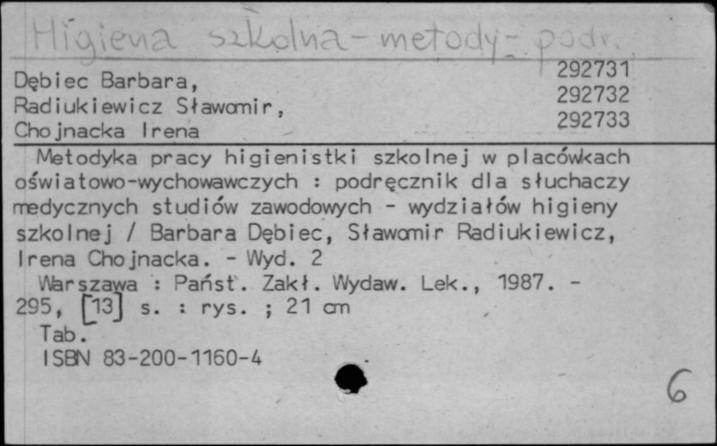 Higiena szkolna - metody - podr.
Dębiec Barbara, 292731
Radiukiewicz Sławomir, 292732
Chojnacka Irena 292733
Metodyka pracy higienistki szkolnej w placówkach
oświatowo-wychowawczych : podręcznik dla słuchaczy
medycznych studiów zawodowych - wydziałów higieny
szkolnej / Barbara Dębiec, Sławomir Radiukiewicz,
Irena Chojnacka. - Wyd. 2
Warszawa : Państ. Zakł. Wydaw. Lek., 1987. -
295, [13] s. : rys. ; 21 cm
Tab.
ISBN 83-200-1160-4
6